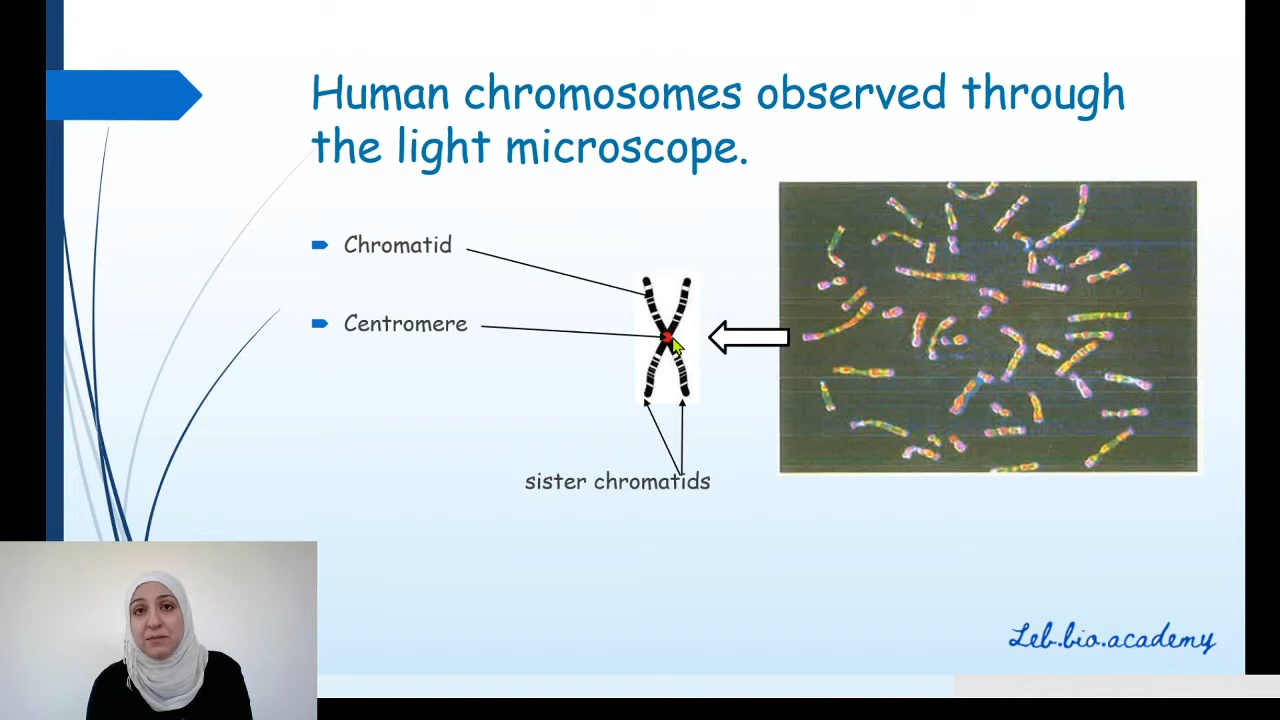 Human chromosomes observed through
the light microscope.
Chromatid
Centromere
sister chromatids
Leb.bio.academy